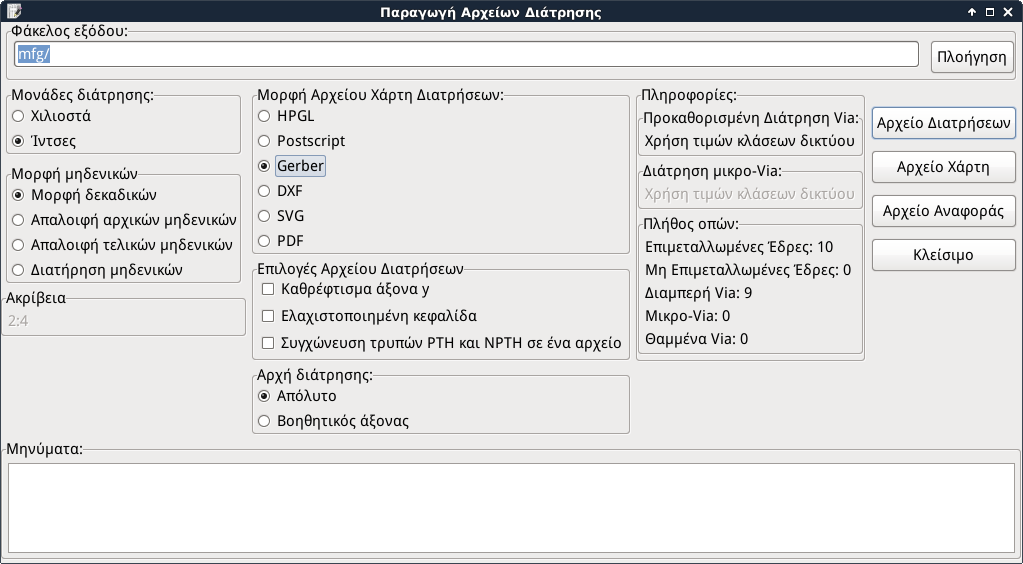 Παραγωγή Αρχείων Διάτρησης
Φάκελος εξόδου:
mfg/
Πλοήγηση
Μονάδες διάτρησης:
Χιλιοστά
Ίντσες
Μορφή μηδενικών
Μορφή δεκαδικών
Απαλοιφή αρχικών μηδενικών
Απαλοιφή τελικών μηδενικών
Διατήρηση μηδενικών
Ακρίβεια
2:4
Μορφή Αρχείου Χάρτη Διατρήσεων:
HPGL
Postscript
Gerber
DXF
SVG
PDF
Επιλογές Αρχείου Διατρήσεων
Καθρέφτισμα άξονα y
Ελαχιστοποιημένη κεφαλίδα
Συγχώνευση τρυπών PTH και NPTH σε ένα αρχείο
Αρχή διάτρησης:
Απόλυτο
Βοηθητικός άξονας
Πληροφορίες:
Προκαθορισμένη Διάτρηση Via:
Χρήση τιμών κλάσεων δικτύου
Διάτρηση μικρο-Via:
Χρήση τιμών κλάσεων δικτύου
Πλήθος οπών:
Επιμεταλλωμένες Έδρες: 10
Μη Επιμεταλλωμένες Έδρες: 0
Διαμπερή Via: 9
Μικρο-Via: 0
Θαμμένα Via: 0
Αρχείο Διατρήσεων
Αρχείο Χάρτη
Αρχείο Αναφοράς
Κλείσιμο
Μηνύματα: